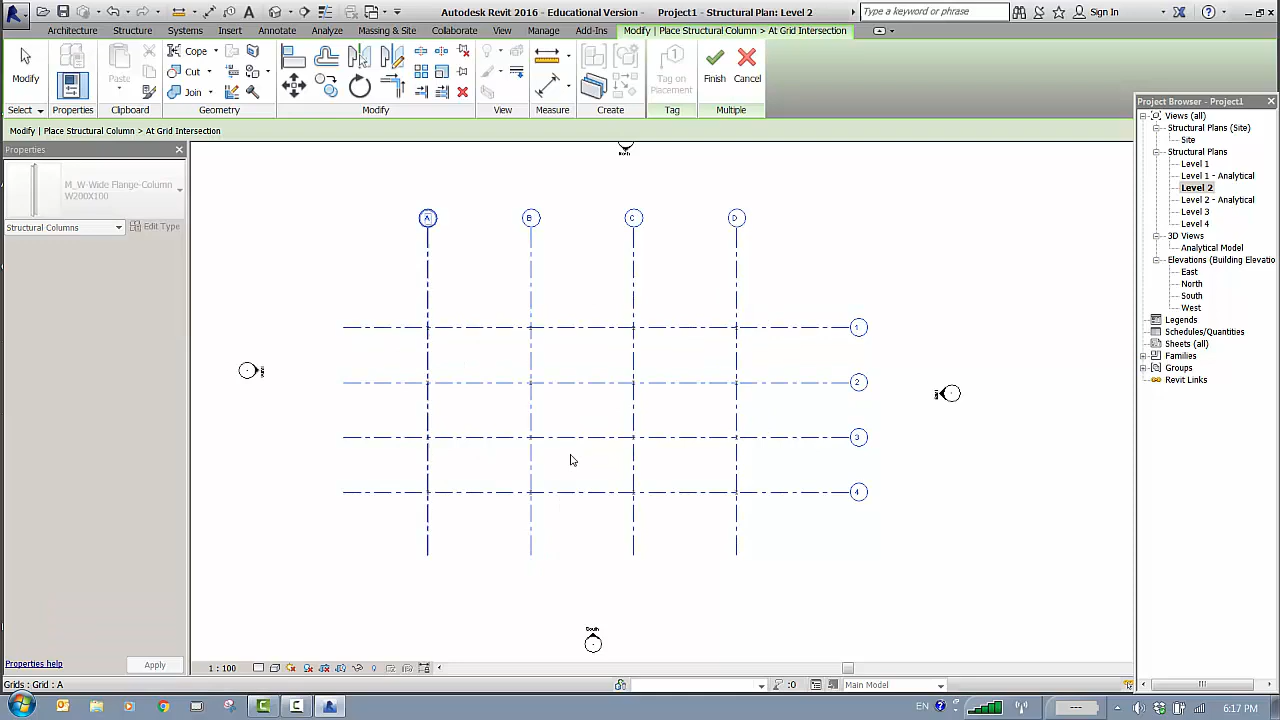 Autodesk Revit 2016 - Educational Version - Project1 - Structural Plan: Level 2
Type a keyword or phrase
Sign In
Architecture Structure Systems Insert Annotate Analyze Massing & Site Collaborate View Manage Add-Ins Modify | Place Structural Column > At Grid Intersection
Modify
Properties
Paste
Cope
Cut
Join
Tag on
Placement
Finish
Cancel
Select
Properties
Clipboard
Geometry
Modify
View
Measure
Create
Tag
Multiple
Modify | Place Structural Column > At Grid Intersection
Properties
M_W-Wide Flange-Column
W200X100
Structural Columns
Edit Type
Properties help
Apply
North
A B C D
1
2
3
4
South
1 : 100
Project Browser - Project1
Views (all)
Structural Plans (Site)
Site
Structural Plans
Level 1
Level 1 - Analytical
Level 2
Level 2 - Analytical
Level 3
Level 4
3D Views
Analytical Model
Elevations (Building Elevatio
East
North
South
West
Legends
Schedules/Quantities
Sheets (all)
Families
Groups
Revit Links
Grids : Grid : A
:0
Main Model
EN
6:17 PM